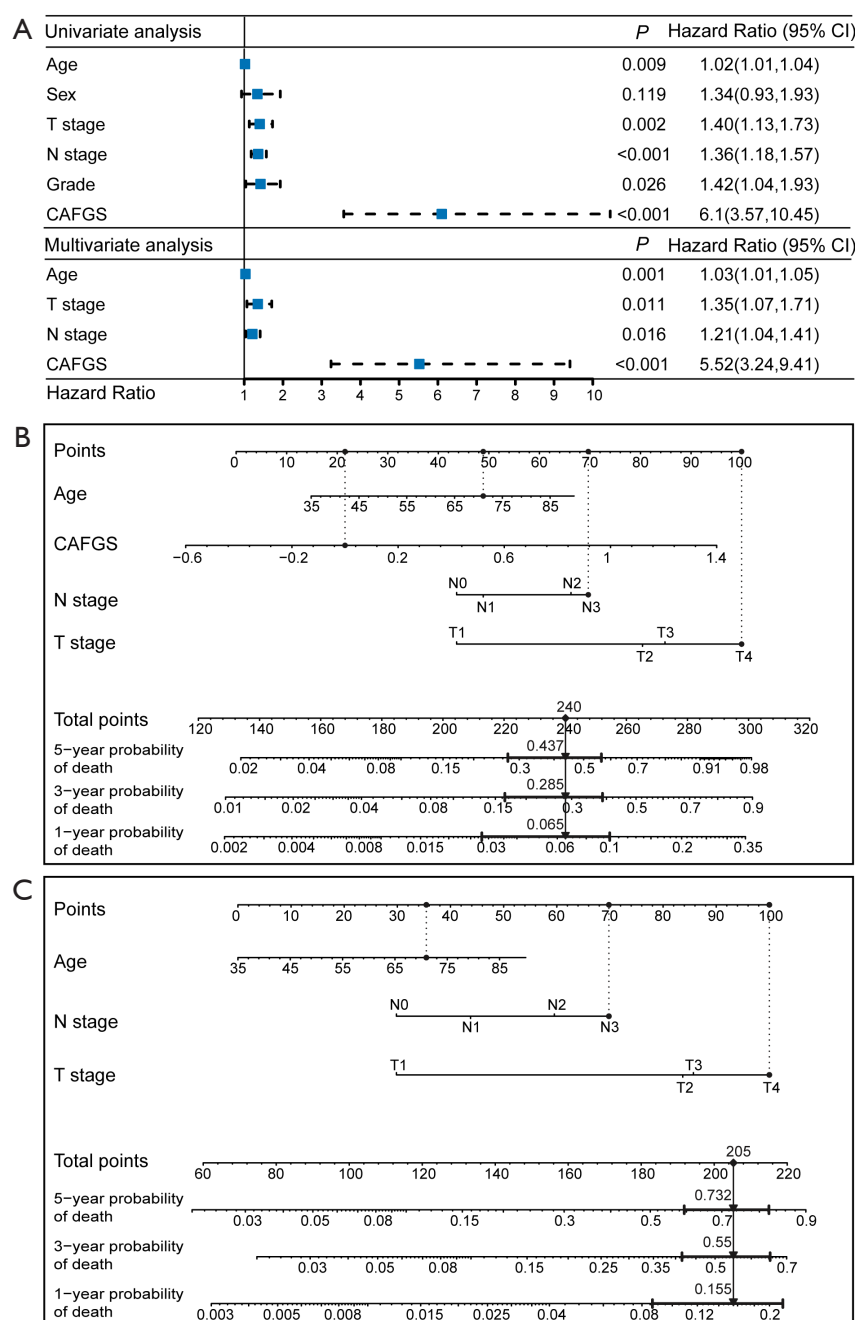 A
Univariate analysis P Hazard Ratio (95% CI)
Age 0.009 1.02(1.01,1.04)
Sex 0.119 1.34(0.93,1.93)
T stage 0.002 1.40(1.13,1.73)
N stage <0.001 1.36(1.18,1.57)
Grade 0.026 1.42(1.04,1.93)
CAFGS <0.001 6.1(3.57,10.45)
Multivariate analysis P Hazard Ratio (95% CI)
Age 0.001 1.03(1.01,1.05)
T stage 0.011 1.35(1.07,1.71)
N stage 0.016 1.21(1.04,1.41)
CAFGS <0.001 5.52(3.24,9.41)
Hazard Ratio 1 2 3 4 5 6 7 8 9 10
B
Points 0 10 20 30 40 50 60 70 80 90 100
Age 35 45 55 65 75 85
CAFGS −0.6 −0.2 0.2 0.6 1 1.4
N0 N2
N stage
N1 N3
T1 T3
T stage
T2 T4
240
Total points 120 140 160 180 200 220 240 260 280 300 320
0.437
5−year probability of death 0.02 0.04 0.08 0.15 0.3 0.5 0.7 0.91 0.98
0.285
3−year probability of death 0.01 0.02 0.04 0.08 0.15 0.3 0.5 0.7 0.9
0.065
1−year probability of death 0.002 0.004 0.008 0.015 0.03 0.06 0.1 0.2 0.35
C
Points 0 10 20 30 40 50 60 70 80 90 100
Age 35 45 55 65 75 85
N0 N2
N stage
N1 N3
T1 T3
T stage
T2 T4
205
Total points 60 80 100 120 140 160 180 200 220
0.732
5−year probability of death 0.03 0.05 0.08 0.15 0.3 0.5 0.7 0.9
0.55
3−year probability of death 0.03 0.05 0.08 0.15 0.25 0.35 0.5 0.7
0.155
1−year probability of death 0.003 0.005 0.008 0.015 0.025 0.04 0.08 0.12 0.2